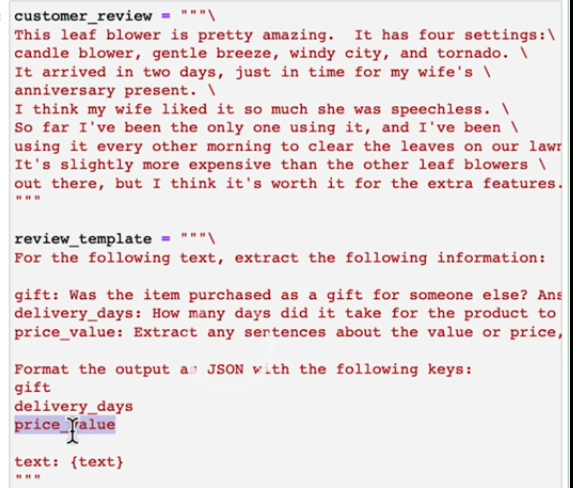 customer_review = """\
This leaf blower is pretty amazing.  It has four settings:\
candle blower, gentle breeze, windy city, and tornado. \
It arrived in two days, just in time for my wife's \
anniversary present. \
I think my wife liked it so much she was speechless. \
So far I've been the only one using it, and I've been \
using it every other morning to clear the leaves on our lawn
It's slightly more expensive than the other leaf blowers \
out there, but I think it's worth it for the extra features.
"""
review_template = """\
For the following text, extract the following information:
gift: Was the item purchased as a gift for someone else? Ans
delivery_days: How many days did it take for the product to
price_value: Extract any sentences about the value or price,
Format the output as JSON with the following keys:
gift
delivery_days
price_value
text: {text}
"""